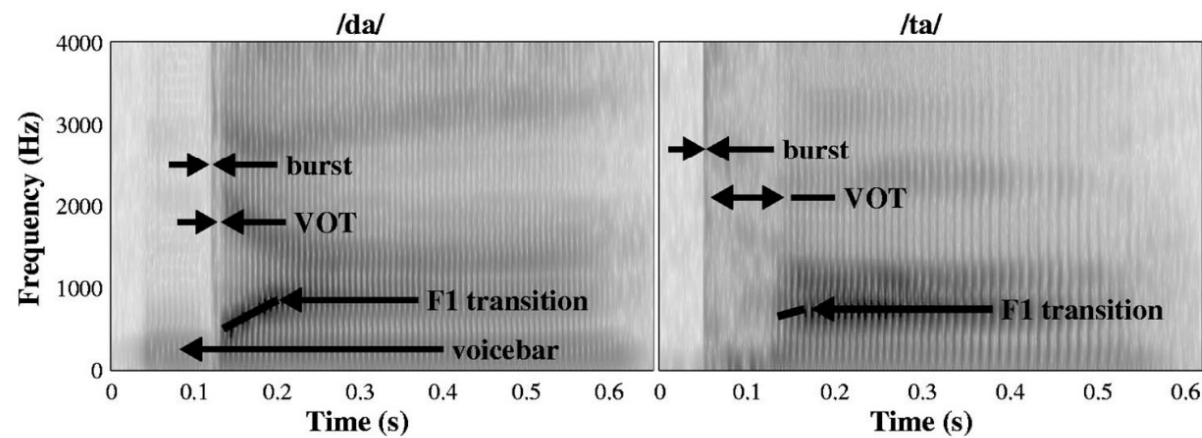 /da/
/ta/
Frequency (Hz)
4000
3000
2000
1000
0
burst
VOT
F1 transition
voicebar
0 0.1 0.2 0.3 0.4 0.5 0.6
Time (s)
burst
VOT
F1 transition
0 0.1 0.2 0.3 0.4 0.5 0.6
Time (s)